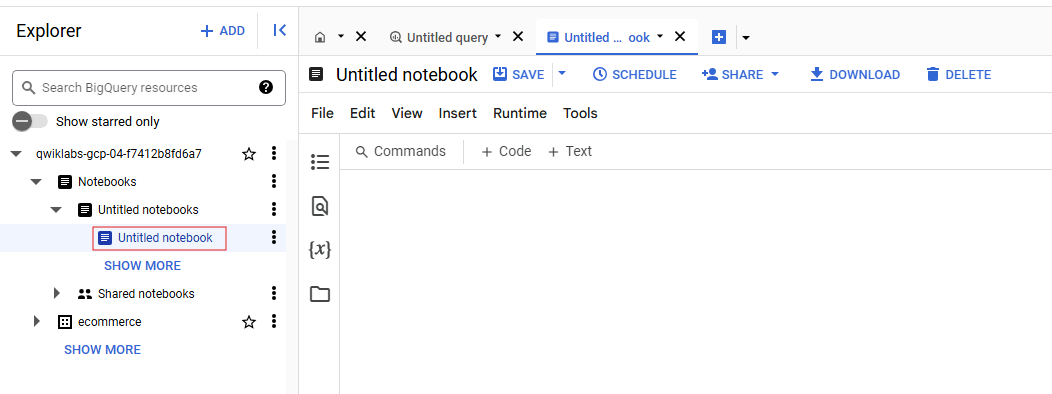 Explorer
+ ADD
Search BigQuery resources
Show starred only
qwiklabs-gcp-04-f7412b8fd6a7
Notebooks
Untitled notebooks
Untitled notebook
SHOW MORE
Shared notebooks
ecommerce
SHOW MORE
Untitled query
Untitled ... ook
Untitled notebook
SAVE
SCHEDULE
SHARE
DOWNLOAD
DELETE
File Edit View Insert Runtime Tools
Commands
+ Code
+ Text
{x}